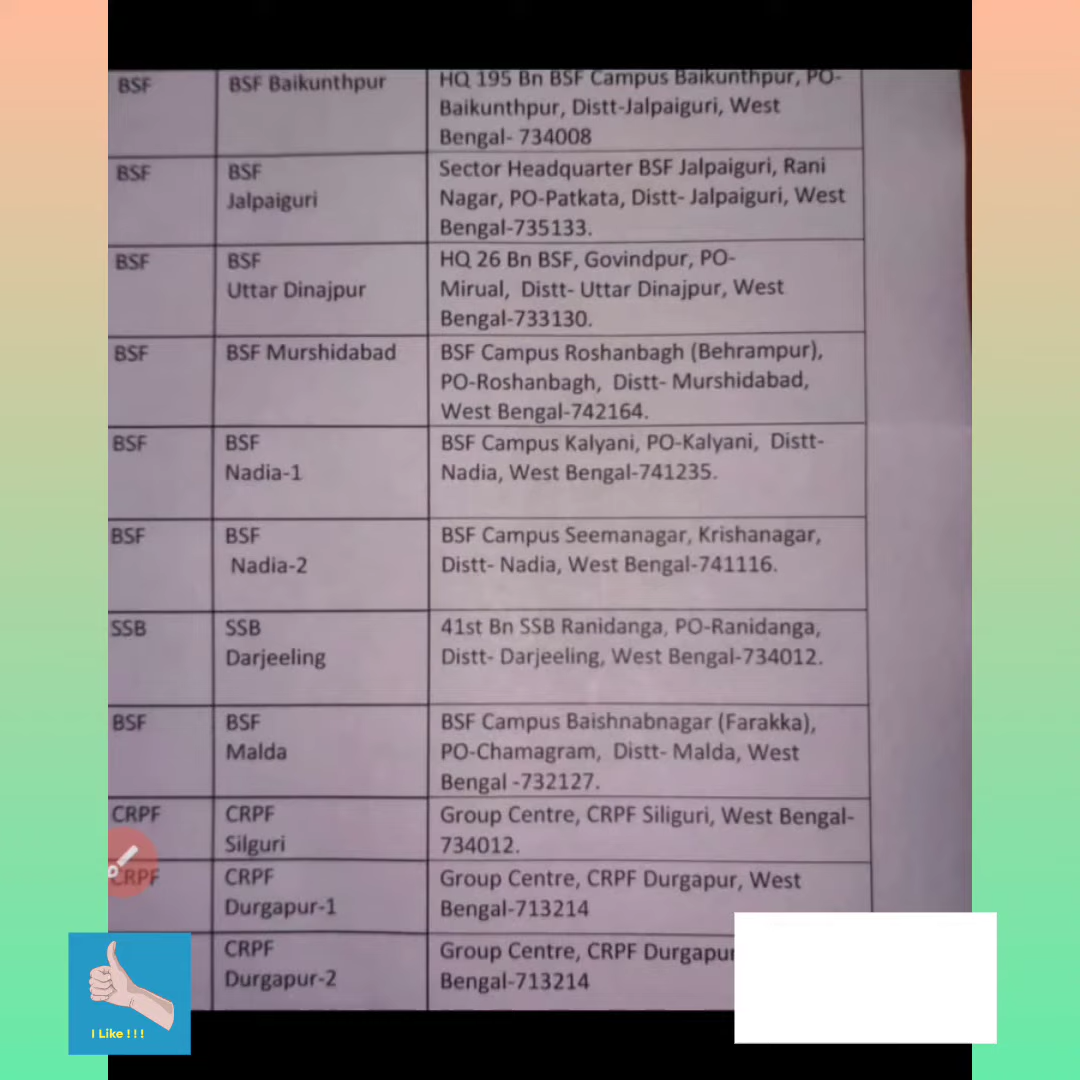 BSF
BSF Baikunthpur
HQ 195 Bn BSF Campus Baikunthpur, PO-
Baikunthpur, Distt-Jalpaiguri, West
Bengal- 734008
BSF
BSF
Jalpaiguri
Sector Headquarter BSF Jalpaiguri, Rani
Nagar, PO-Patkata, Distt- Jalpaiguri, West
Bengal-735133.
BSF
BSF
Uttar Dinajpur
HQ 26 Bn BSF, Govindpur, PO-
Mirual, Distt- Uttar Dinajpur, West
Bengal-733130.
BSF
BSF Murshidabad
BSF Campus Roshanbagh (Behrampur),
PO-Roshanbagh, Distt- Murshidabad,
West Bengal-742164.
BSF
BSF
Nadia-1
BSF Campus Kalyani, PO-Kalyani, Distt-
Nadia, West Bengal-741235.
BSF
BSF
Nadia-2
BSF Campus Seemanagar, Krishanagar,
Distt- Nadia, West Bengal-741116.
SSB
SSB
Darjeeling
41st Bn SSB Ranidanga, PO-Ranidanga,
Distt- Darjeeling, West Bengal-734012.
BSF
BSF
Malda
BSF Campus Baishnabnagar (Farakka),
PO-Chamagram, Distt- Malda, West
Bengal -732127.
CRPF
CRPF
Silguri
Group Centre, CRPF Siliguri, West Bengal-
734012.
CRPF
CRPF
Durgapur-1
Group Centre, CRPF Durgapur, West
Bengal-713214
CRPF
Durgapur-2
Group Centre, CRPF Durgapur
Bengal-713214
I Like !!!